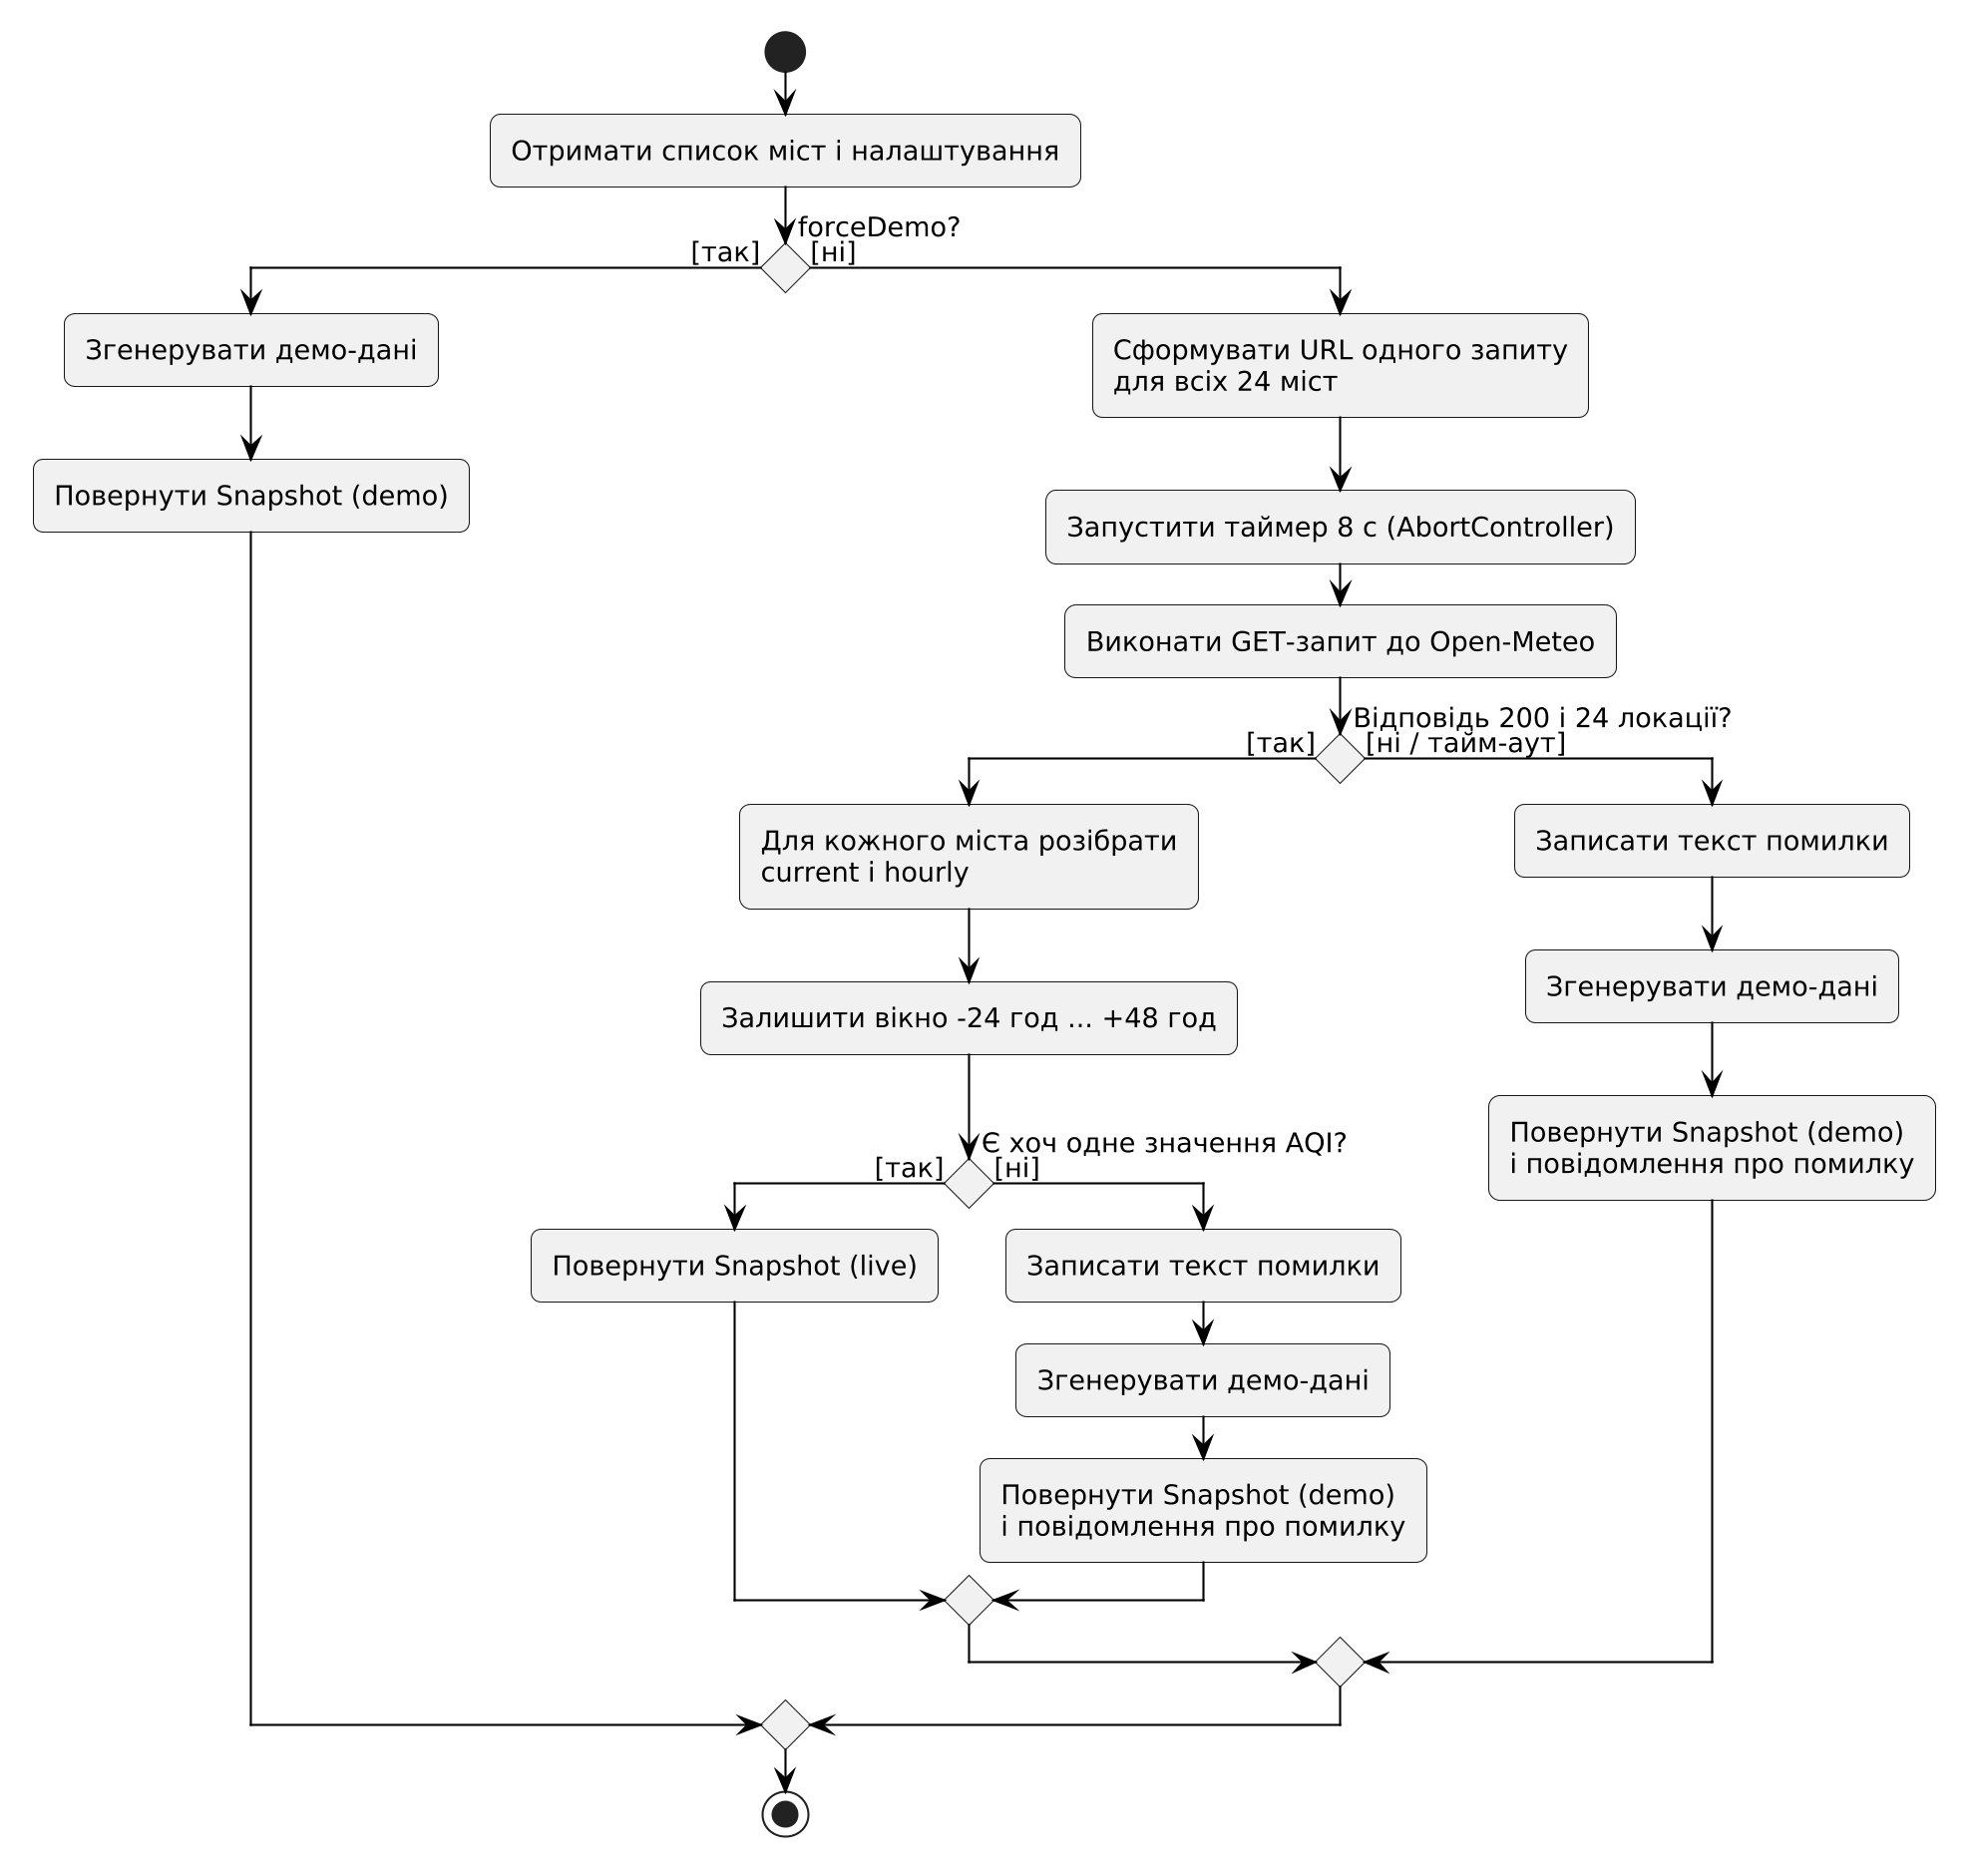 Отримати список міст і налаштування
forceDemo?
[так]
[ні]
Згенерувати демо-дані
Повернути Snapshot (demo)
Сформувати URL одного запиту
для всіх 24 міст
Запустити таймер 8 с (AbortController)
Виконати GET-запит до Open-Meteo
Відповідь 200 і 24 локації?
[так]
[ні / тайм-аут]
Для кожного міста розібрати
current і hourly
Залишити вікно -24 год ... +48 год
Є хоч одне значення AQI?
[так]
[ні]
Повернути Snapshot (live)
Записати текст помилки
Згенерувати демо-дані
Повернути Snapshot (demo)
і повідомлення про помилку
Записати текст помилки
Згенерувати демо-дані
Повернути Snapshot (demo)
і повідомлення про помилку